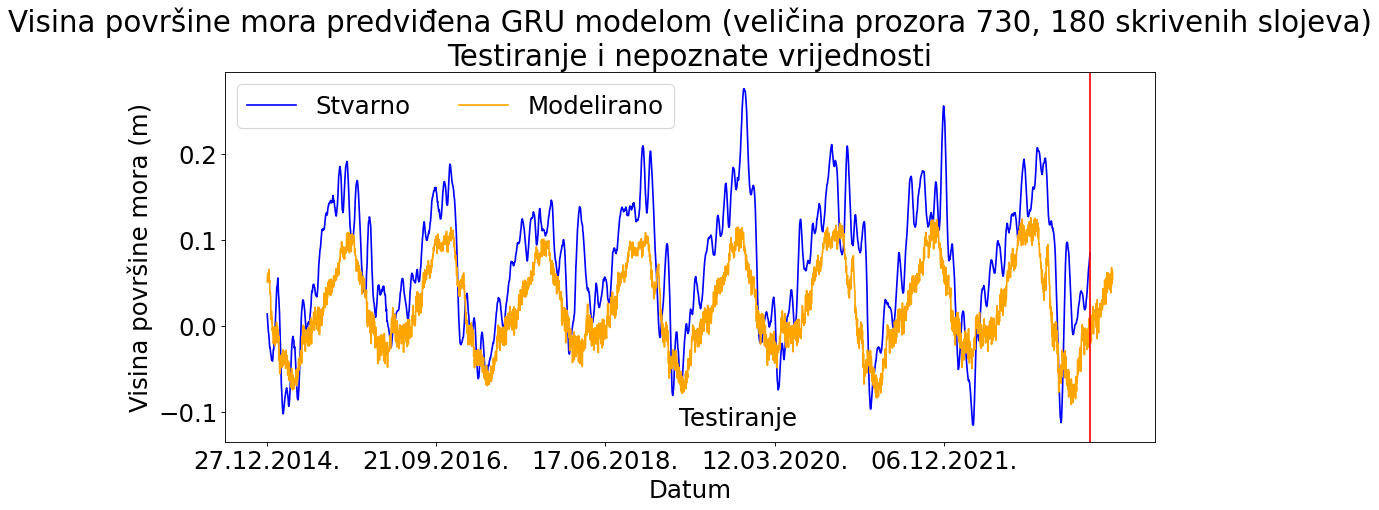 Visina površine mora predviđena GRU modelom (veličina prozora 730, 180 skrivenih slojeva)
Testiranje i nepoznate vrijednosti
Stvarno
Modelirano
Visina površine mora (m)
0.2
0.1
0.0
−0.1
Testiranje
27.12.2014.
21.09.2016.
17.06.2018.
12.03.2020.
06.12.2021.
Datum